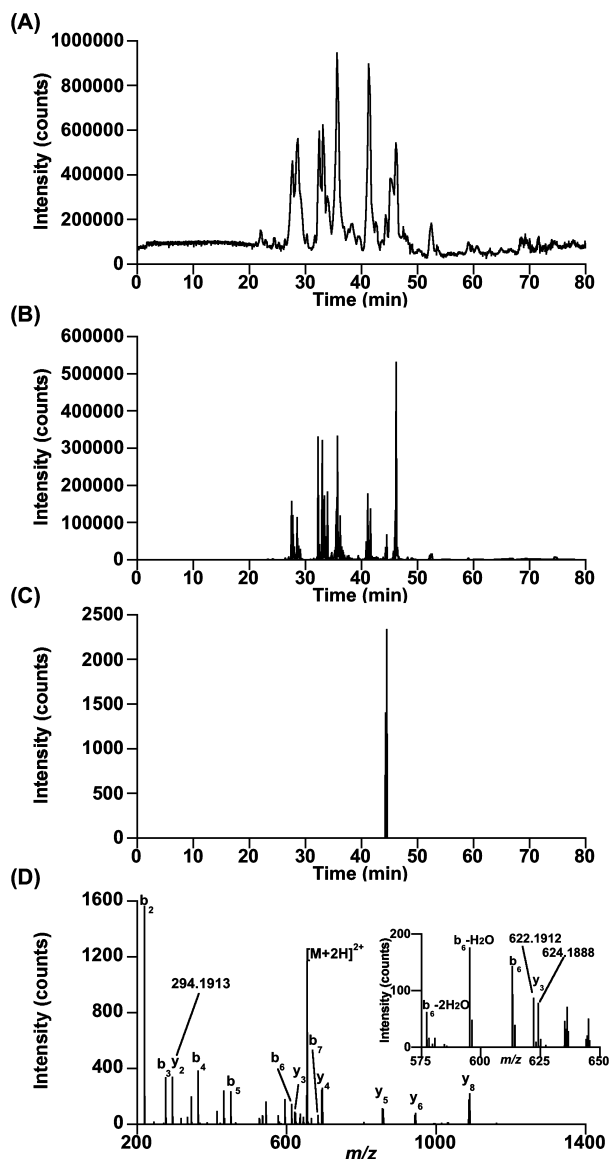 (A)
Intensity (counts)
1000000
800000
600000
400000
200000
0
0 10 20 30 40 50 60 70 80
Time (min)
(B)
Intensity (counts)
600000
500000
400000
300000
200000
100000
0
0 10 20 30 40 50 60 70 80
Time (min)
(C)
Intensity (counts)
2500
2000
1500
1000
500
0
0 10 20 30 40 50 60 70 80
Time (min)
(D)
Intensity (counts)
1600
1200
800
400
0
b2
294.1913
b3 y2 b4
b5
b6
y3
[M+2H]2+
b7
y4
y5
y6
y8
200 600 1000 1400
m/z
Intensity (counts)
200
100
0
b6-2H2O
b6-H2O
b6
622.1912
y3
624.1888
575 600 m/z 625 650